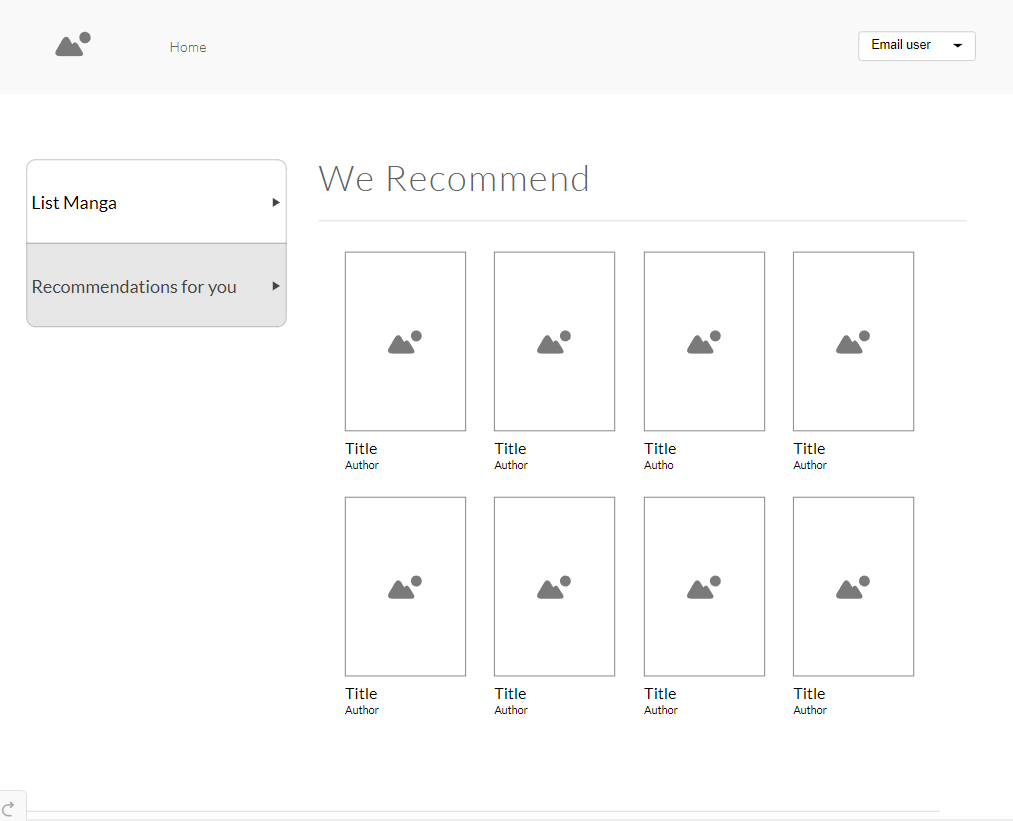 Home
Email user
List Manga
Recommendations for you
We Recommend
Title
Author
Title
Author
Title
Autho
Title
Author
Title
Author
Title
Author
Title
Author
Title
Author